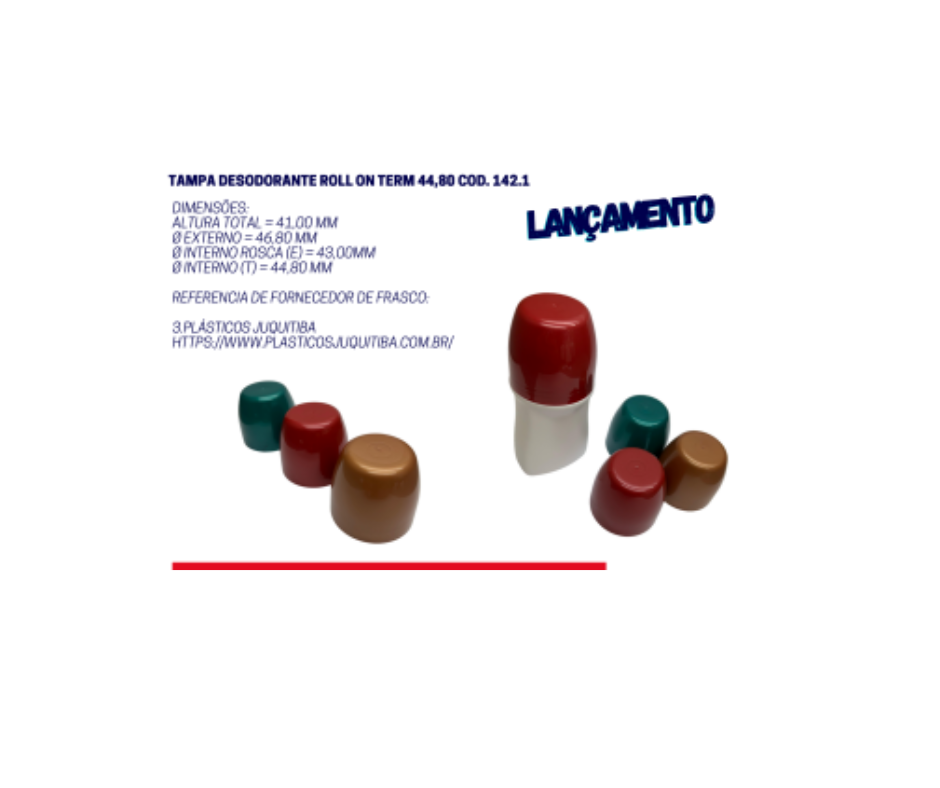 TAMPA DESODORANTE ROLL ON TERM 44,80 COD. 142.1
LANÇAMENTO
DIMENSÕES:
ALTURA TOTAL = 41,00 MM
Ø EXTERNO = 46,80 MM
Ø INTERNO ROSCA (E) = 43,00MM
Ø INTERNO (T) = 44,80 MM
REFERENCIA DE FORNECEDOR DE FRASCO:
3.PLÁSTICOS JUQUITIBA
HTTPS://WWW.PLASTICOSJUQUITIBA.COM.BR/